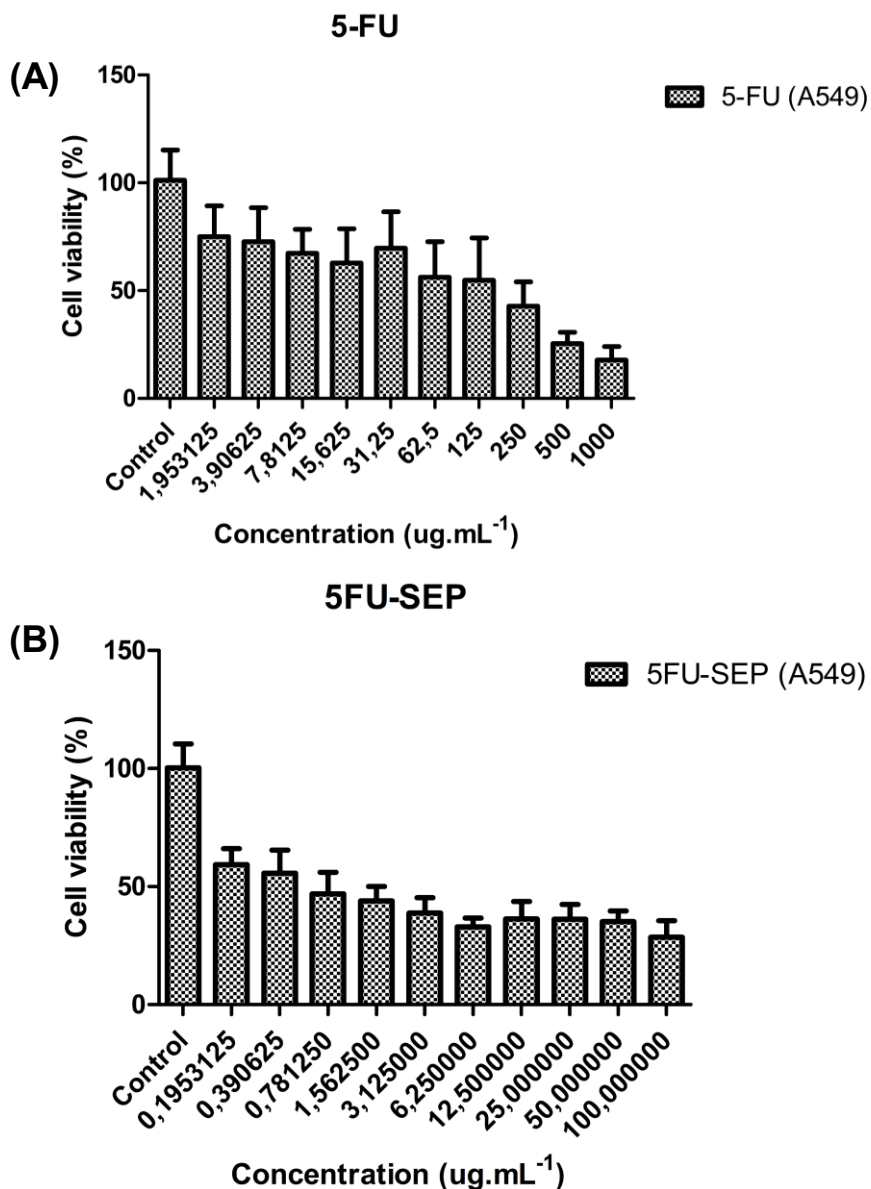 5-FU
(A)
5-FU (A549)
Cell viability (%)
150
100
50
0
Control
1,953125
3,90625
7,8125
15,625
31,25
62,5
125
250
500
1000
Concentration (ug.mL⁻¹)
5FU-SEP
(B)
5FU-SEP (A549)
Cell viability (%)
150
100
50
0
Control
0,1953125
0,390625
0,781250
1,562500
3,125000
6,250000
12,500000
25,000000
50,000000
100,000000
Concentration (ug.mL⁻¹)